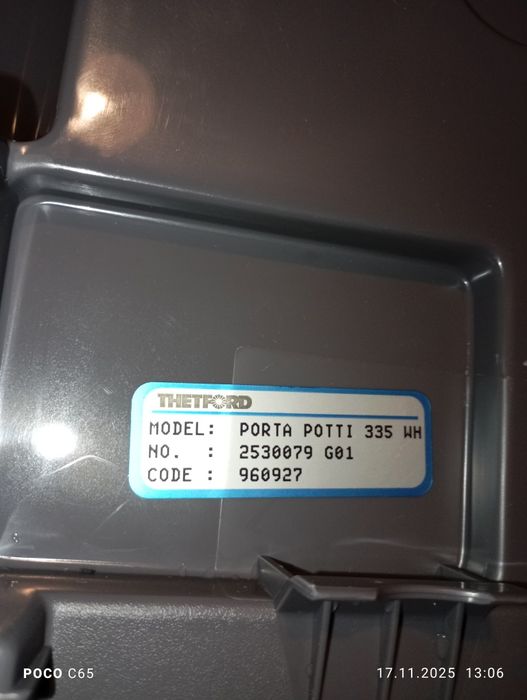 THETFORD
MODEL: PORTA POTTI 335 WH
NO. : 2530079 G01
CODE : 960927
POCO C65
17.11.2025 13:06